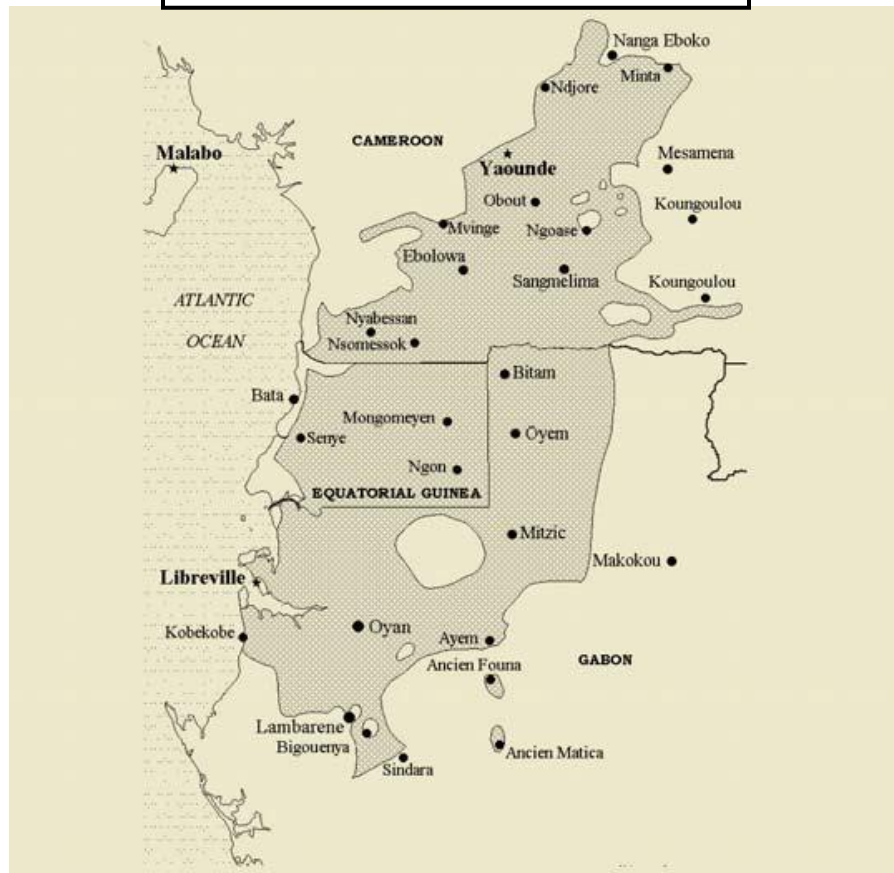 Nanga Eboko
Minta
Ndjore
CAMEROON
Malabo
Yaounde
Mesamena
Obout
Koungoulou
Mvinge
Ngoase
Ebolowa
Sangmelima
Koungoulou
ATLANTIC
OCEAN
Nyabessan
Nsomessok
Bitam
Bata
Mongomeyen
Senye
Öyem
Ngon
EQUATORIAL GUINEA
Mitzic
Makokou
Libreville
Kobekobe
Oyan
Ayem
GABON
Ancien Founa
Lambarene
Bigouenya
Ancien Matica
Sindara